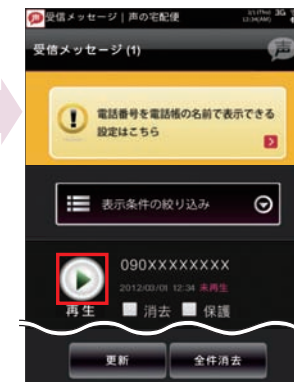 声 受信メッセージ | 声の宅配便
3G
受信メッセージ (1)
声
電話番号を電話帳の名前で表示できる
設定はこちら
表示条件の絞り込み
090XXXXXXXX
2012/03/01 12:34 未再生
再生 消去 保護
更新 全件消去